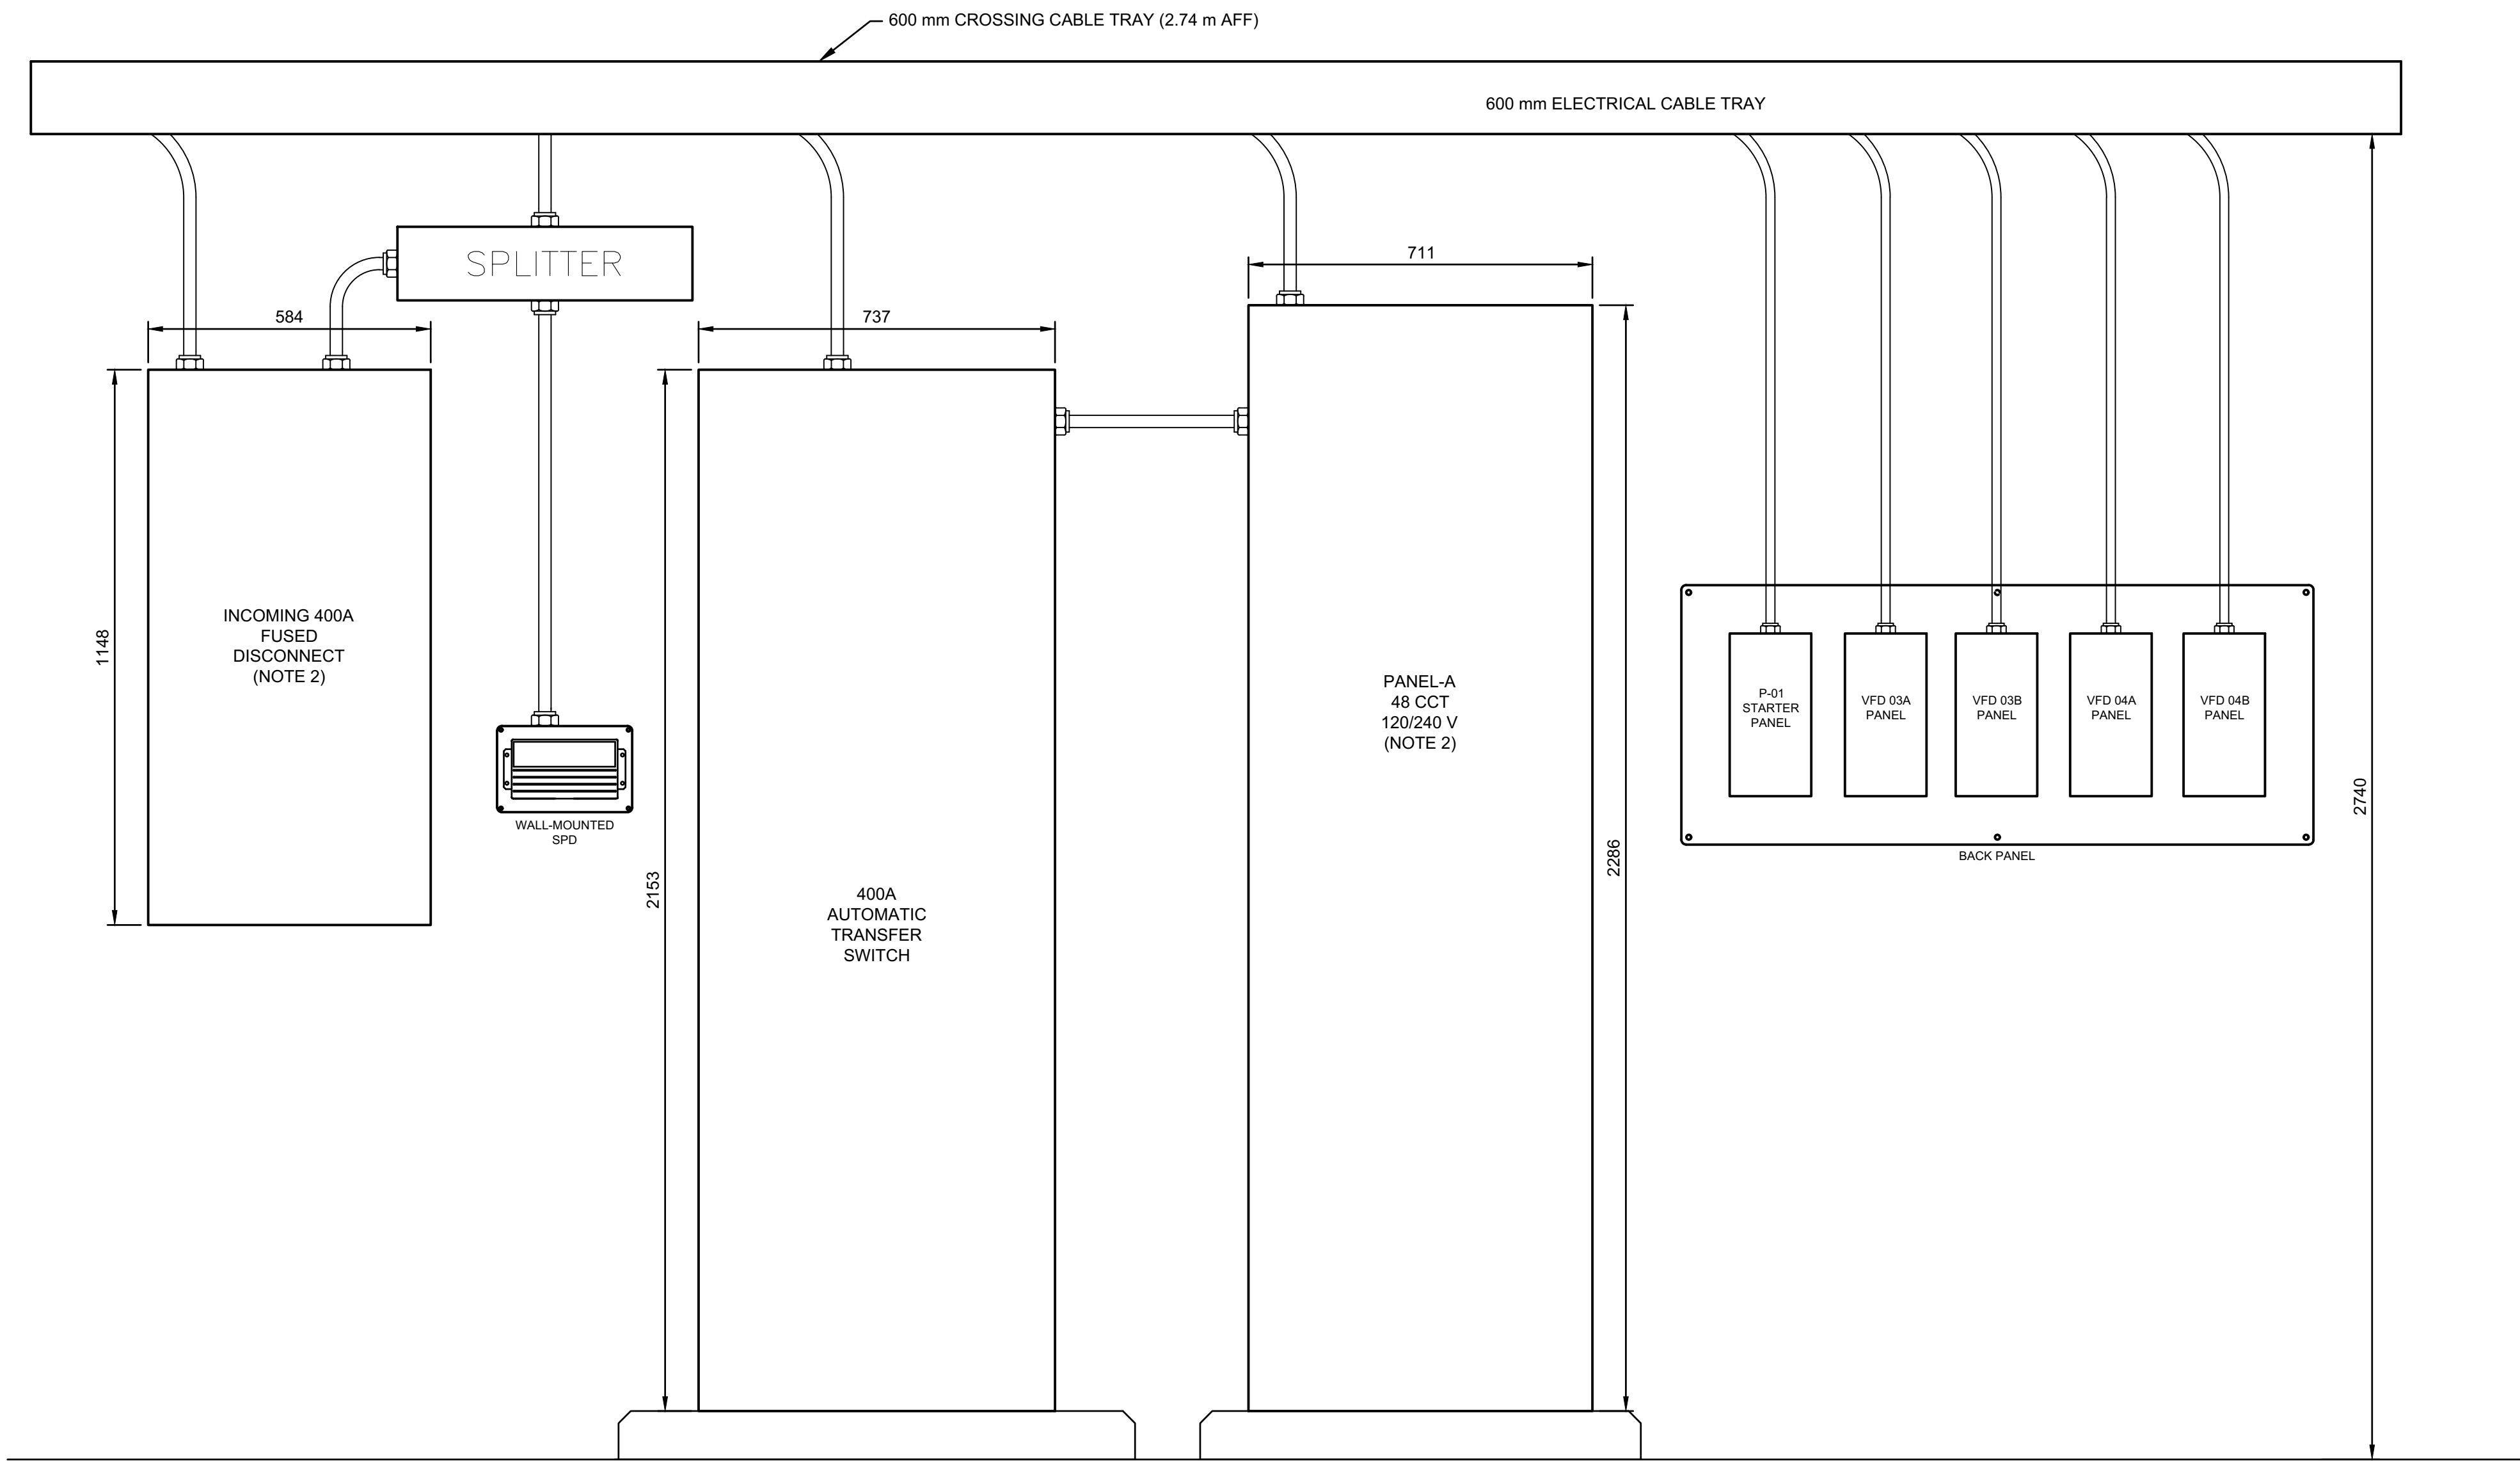 600 mm CROSSING CABLE TRAY (2.74 m AFF)
600 mm ELECTRICAL CABLE TRAY
SPLITTER
584
737
711
1148
INCOMING 400A
FUSED
DISCONNECT
(NOTE 2)
WALL-MOUNTED
SPD
2153
400A
AUTOMATIC
TRANSFER
SWITCH
PANEL-A
48 CCT
120/240 V
(NOTE 2)
2286
P-01
STARTER
PANEL
VFD 03A
PANEL
VFD 03B
PANEL
VFD 04A
PANEL
VFD 04B
PANEL
BACK PANEL
2740